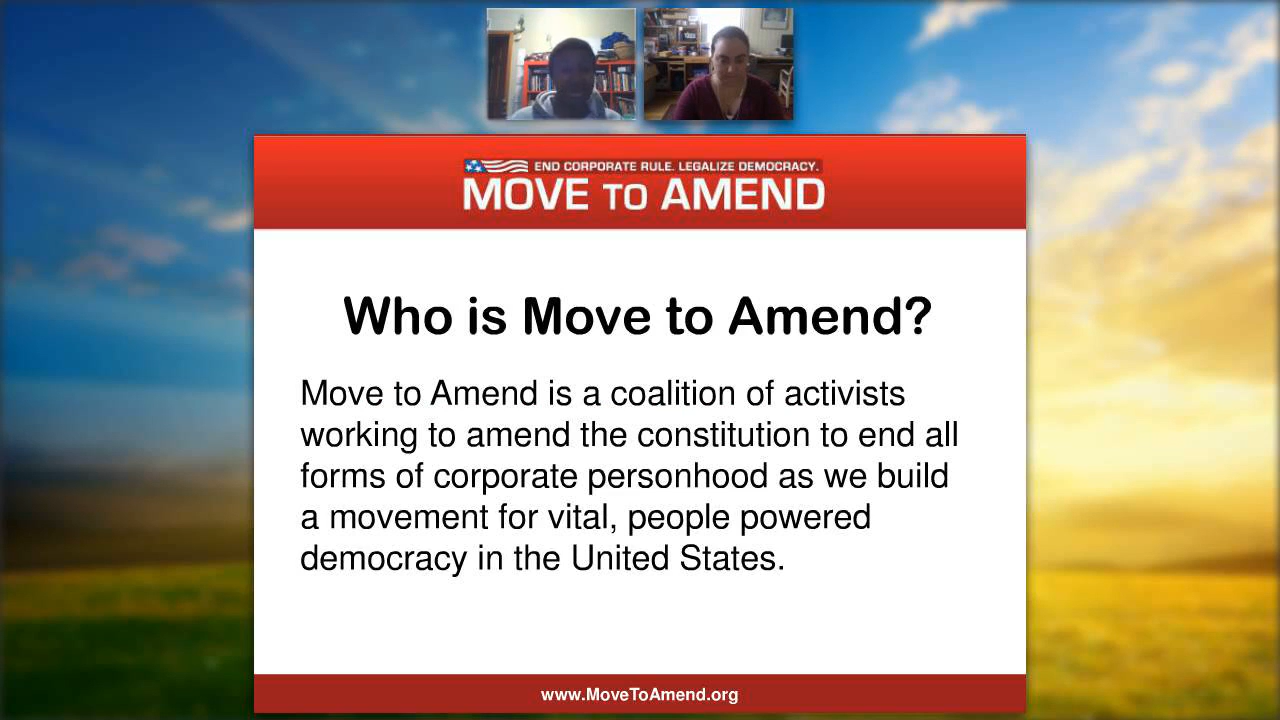 END CORPORATE RULE. LEGALIZE DEMOCRACY.
MOVE TO AMEND
Who is Move to Amend?
Move to Amend is a coalition of activists
working to amend the constitution to end all
forms of corporate personhood as we build
a movement for vital, people powered
democracy in the United States.
www.MoveToAmend.org